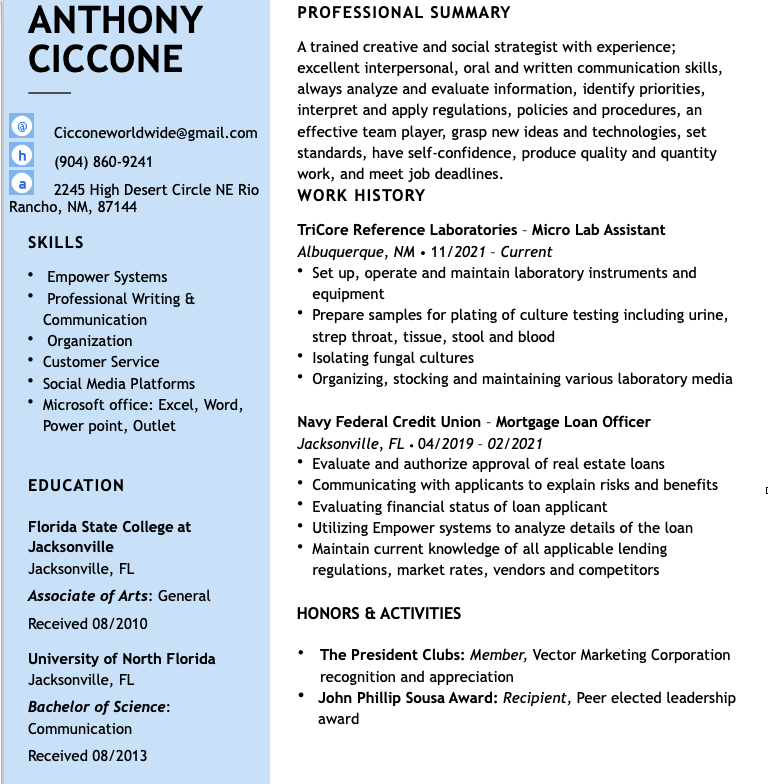 ANTHONY
CICCONE
@
Cicconeworldwide@gmail.com
h
(904) 860-9241
a
2245 High Desert Circle NE Rio
Rancho, NM, 87144
SKILLS
• Empower Systems
• Professional Writing &
Communication
• Organization
• Customer Service
• Social Media Platforms
• Microsoft office: Excel, Word,
Power point, Outlet
EDUCATION
Florida State College at
Jacksonville
Jacksonville, FL
Associate of Arts: General
Received 08/2010
University of North Florida
Jacksonville, FL
Bachelor of Science:
Communication
Received 08/2013
PROFESSIONAL SUMMARY
A trained creative and social strategist with experience;
excellent interpersonal, oral and written communication skills,
always analyze and evaluate information, identify priorities,
interpret and apply regulations, policies and procedures, an
effective team player, grasp new ideas and technologies, set
standards, have self-confidence, produce quality and quantity
work, and meet job deadlines.
WORK HISTORY
TriCore Reference Laboratories – Micro Lab Assistant
Albuquerque, NM • 11/2021 – Current
• Set up, operate and maintain laboratory instruments and
equipment
• Prepare samples for plating of culture testing including urine,
strep throat, tissue, stool and blood
• Isolating fungal cultures
• Organizing, stocking and maintaining various laboratory media
Navy Federal Credit Union – Mortgage Loan Officer
Jacksonville, FL • 04/2019 – 02/2021
• Evaluate and authorize approval of real estate loans
• Communicating with applicants to explain risks and benefits
• Evaluating financial status of loan applicant
• Utilizing Empower systems to analyze details of the loan
• Maintain current knowledge of all applicable lending
regulations, market rates, vendors and competitors
HONORS & ACTIVITIES
• The President Clubs: Member, Vector Marketing Corporation
recognition and appreciation
• John Phillip Sousa Award: Recipient, Peer elected leadership
award